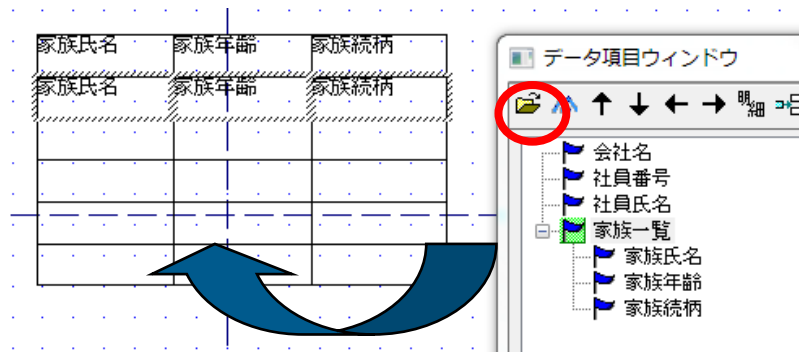 家族氏名 家族年齢 家族続柄
家族氏名 家族年齢 家族続柄
データ項目ウィンドウ
明細
会社名
社員番号
社員氏名
家族一覧
家族氏名
家族年齢
家族続柄